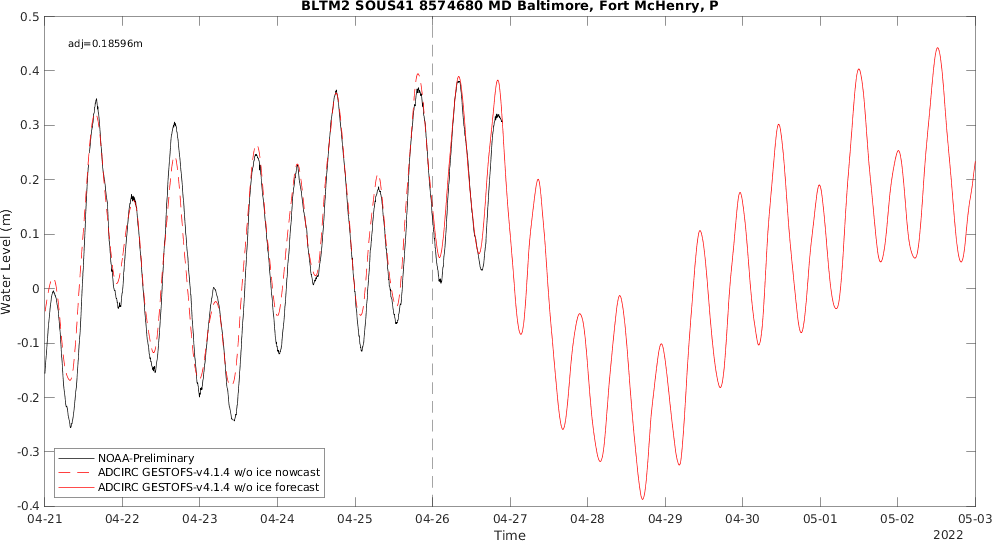 BLTM2 SOUS41 8574680 MD Baltimore, Fort McHenry, P
adj=0.18596m
0.5
0.4
0.3
0.2
0.1
0
-0.1
-0.2
-0.3
-0.4
Water Level (m)
NOAA-Preliminary
ADCIRC GESTOFS-v4.1.4 w/o ice nowcast
ADCIRC GESTOFS-v4.1.4 w/o ice forecast
04-21 04-22 04-23 04-24 04-25 04-26 04-27 04-28 04-29 04-30 05-01 05-02 05-03
Time
2022